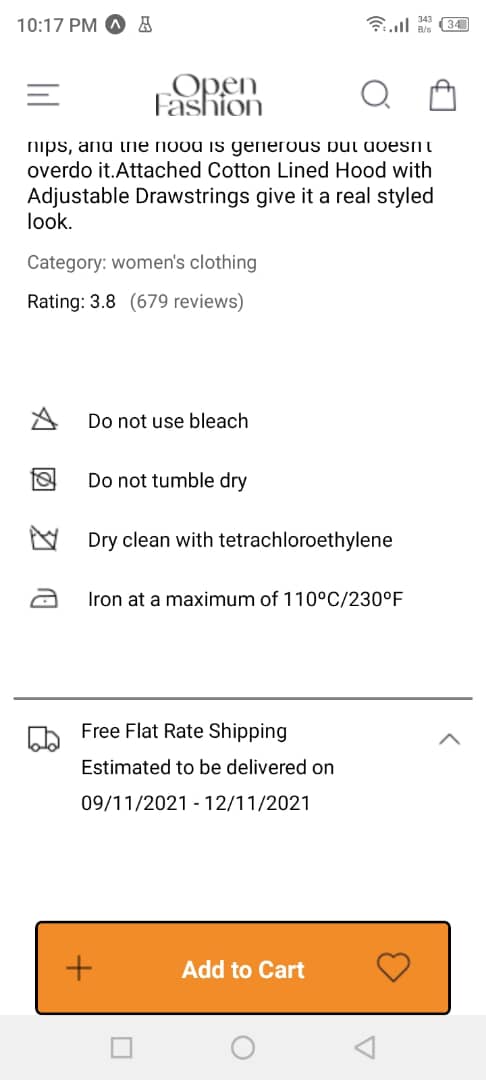 10:17 PM
343
B/s
34
Open
Fashion
hips, and the hood is generous but doesn't
overdo it.Attached Cotton Lined Hood with
Adjustable Drawstrings give it a real styled
look.
Category: women's clothing
Rating: 3.8 (679 reviews)
Do not use bleach
Do not tumble dry
Dry clean with tetrachloroethylene
Iron at a maximum of 110ºC/230ºF
Free Flat Rate Shipping
Estimated to be delivered on
09/11/2021 - 12/11/2021
Add to Cart